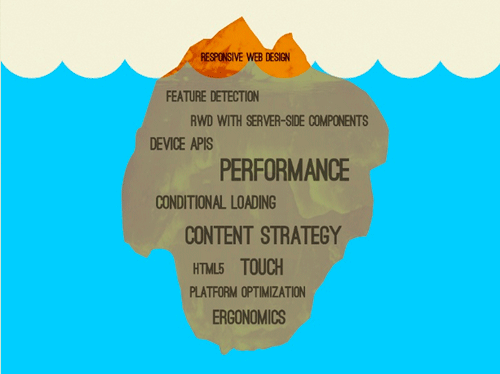 RESPONSIVE WEB DESIGN
FEATURE DETECTION
RWD WITH SERVER-SIDE COMPONENTS
DEVICE APIS
PERFORMANCE
CONDITIONAL LOADING
CONTENT STRATEGY
HTML5 TOUCH
PLATFORM OPTIMIZATION
ERGONOMICS